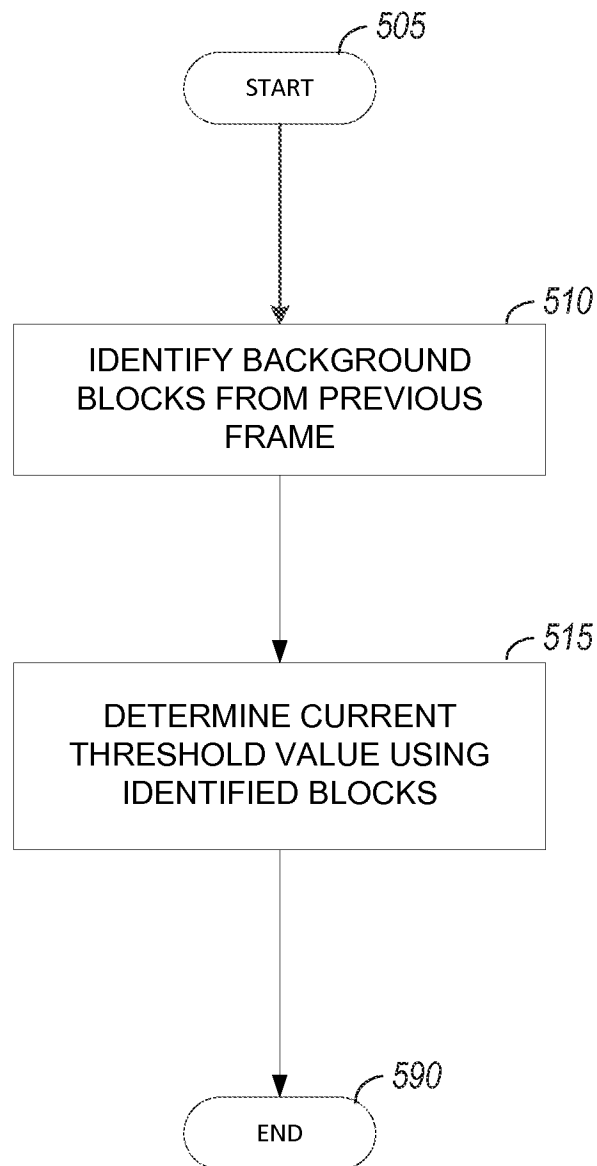 505
START
510
IDENTIFY BACKGROUND
BLOCKS FROM PREVIOUS
FRAME
515
DETERMINE CURRENT
THRESHOLD VALUE USING
IDENTIFIED BLOCKS
590
END